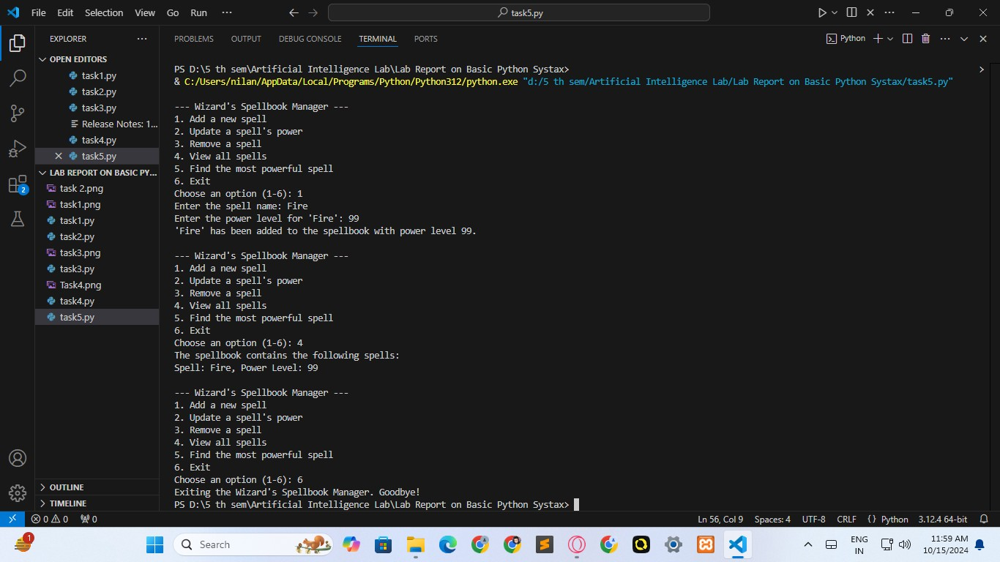 File Edit Selection View Go Run ··· task5.py
EXPLORER ···
OPEN EDITORS
task1.py
task2.py
task3.py
Release Notes: 1...
task4.py
task5.py
LAB REPORT ON BASIC PY...
task 2.png
task1.png
task1.py
task2.py
task3.png
task3.py
Task4.png
task4.py
task5.py
OUTLINE
TIMELINE
2
PROBLEMS OUTPUT DEBUG CONSOLE TERMINAL PORTS Python
PS D:\5 th sem\Artificial Intelligence Lab\Lab Report on Basic Python Systax>
& C:/Users/nilan/AppData/Local/Programs/Python/Python312/python.exe "d:/5 th sem/Artificial Intelligence Lab/Lab Report on Basic Python Systax/task5.py"
--- Wizard's Spellbook Manager ---
1. Add a new spell
2. Update a spell's power
3. Remove a spell
4. View all spells
5. Find the most powerful spell
6. Exit
Choose an option (1-6): 1
Enter the spell name: Fire
Enter the power level for 'Fire': 99
'Fire' has been added to the spellbook with power level 99.
--- Wizard's Spellbook Manager ---
1. Add a new spell
2. Update a spell's power
3. Remove a spell
4. View all spells
5. Find the most powerful spell
6. Exit
Choose an option (1-6): 4
The spellbook contains the following spells:
Spell: Fire, Power Level: 99
--- Wizard's Spellbook Manager ---
1. Add a new spell
2. Update a spell's power
3. Remove a spell
4. View all spells
5. Find the most powerful spell
6. Exit
Choose an option (1-6): 6
Exiting the Wizard's Spellbook Manager. Goodbye!
PS D:\5 th sem\Artificial Intelligence Lab\Lab Report on Basic Python Systax>
0 0 0 Ln 56, Col 9 Spaces: 4 UTF-8 CRLF {} Python 3.12.4 64-bit
1 Search ENG 11:59 AM
IN 10/15/2024